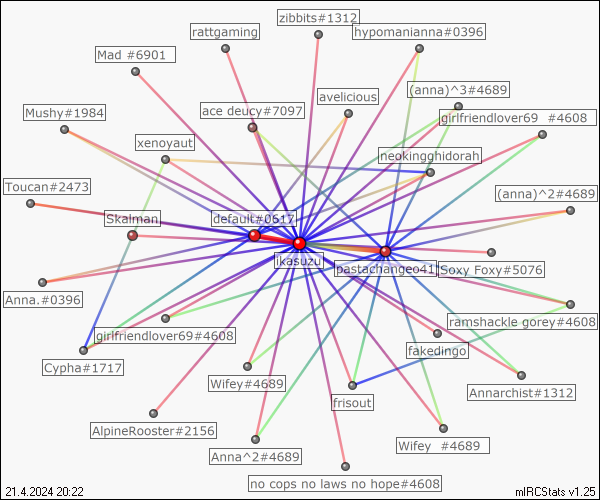 zibbits#1312
rattgaming
hypomanianna#0396
Mad #6901
(anna)^3#4689
avelicious
ace deucy#7097
Mushy#1984
girlfriendlover69  #4608
xenoyaut
neokingghidorah
Toucan#2473
(anna)^2#4689
Skalman
default#0617
ikasuzu
pastachangeo41
Soxy Foxy#5076
Anna.#0396
ramshackle gorey#4608
girlfriendlover69#4608
fakedingo
Cypha#1717
Wifey#4689
Annarchist#1312
frisout
AlpineRooster#2156
Wifey  #4689
Anna^2#4689
no cops no laws no hope#4608
21.4.2024 20:22
mIRCStats v1.25